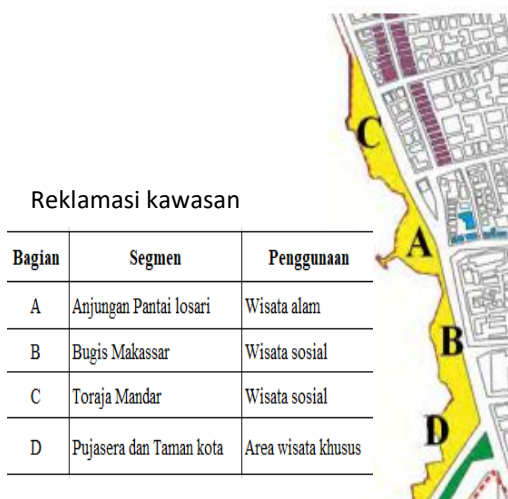 Reklamasi kawasan
Bagian Segmen Penggunaan
A Anjungan Pantai losari Wisata alam
B Bugis Makassar Wisata sosial
C Toraja Mandar Wisata sosial
D Pujasera dan Taman kota Area wisata khusus
C
A
B
D